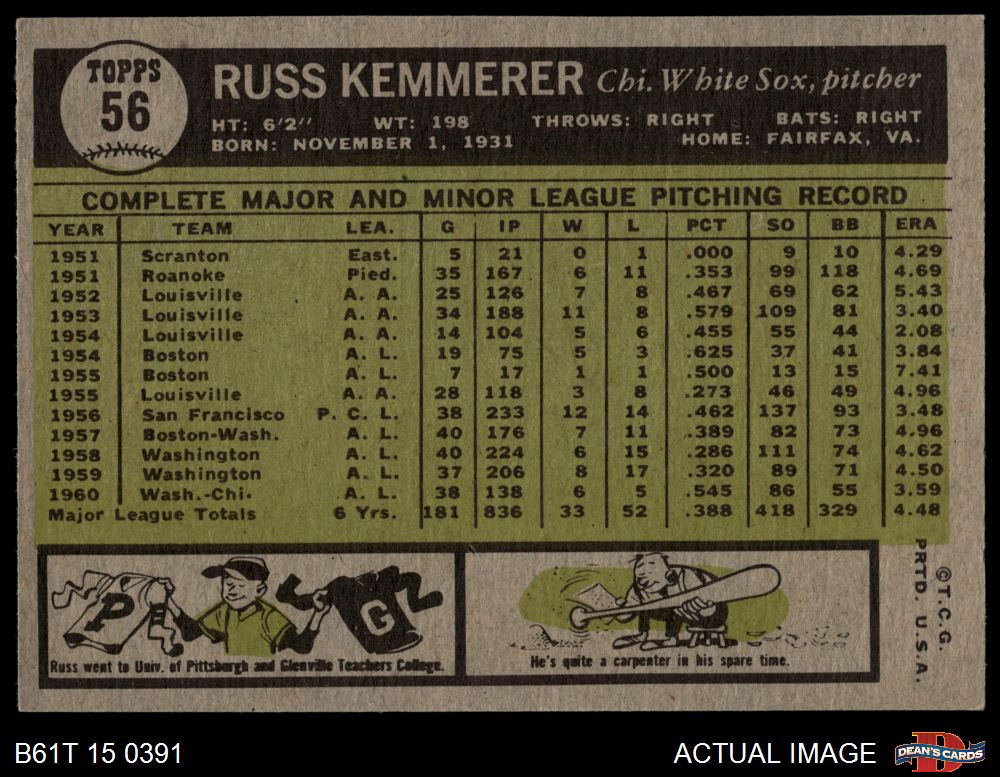 TOPPS
56
RUSS KEMMERER Chi. White Sox, pitcher
HT: 6'2" WT: 198 THROWS: RIGHT BATS: RIGHT
BORN: NOVEMBER 1, 1931 HOME: FAIRFAX, VA.
COMPLETE MAJOR AND MINOR LEAGUE PITCHING RECORD
YEAR TEAM LEA. G IP W L PCT SO BB ERA
1951 Scranton East. 5 21 0 1 .000 9 10 4.29
1951 Roanoke Pied. 35 167 6 11 .353 99 118 4.69
1952 Louisville A. A. 25 126 7 8 .467 69 62 5.43
1953 Louisville A. A. 34 188 11 8 .579 109 81 3.40
1954 Louisville A. A. 14 104 5 6 .455 55 44 2.08
1954 Boston A. L. 19 75 5 3 .625 37 41 3.84
1955 Boston A. L. 7 17 1 1 .500 13 15 7.41
1955 Louisville A. A. 28 118 3 8 .273 46 49 4.96
1956 San Francisco P. C. L. 38 233 12 14 .462 137 93 3.48
1957 Boston-Wash. A. L. 40 176 7 11 .389 82 73 4.96
1958 Washington A. L. 40 224 6 15 .286 111 74 4.62
1959 Washington A. L. 37 206 8 17 .320 89 71 4.50
1960 Wash.-Chi. A. L. 38 138 6 5 .545 86 55 3.59
Major League Totals 6 Yrs. 181 836 33 52 .388 418 329 4.48
P
G
Russ went to Univ. of Pittsburgh and Glenville Teachers College.
He's quite a carpenter in his spare time.
©T.C.G.
PRTD. U.S.A.
B61T 15 0391
ACTUAL IMAGE
D
DEAN'S CARDS